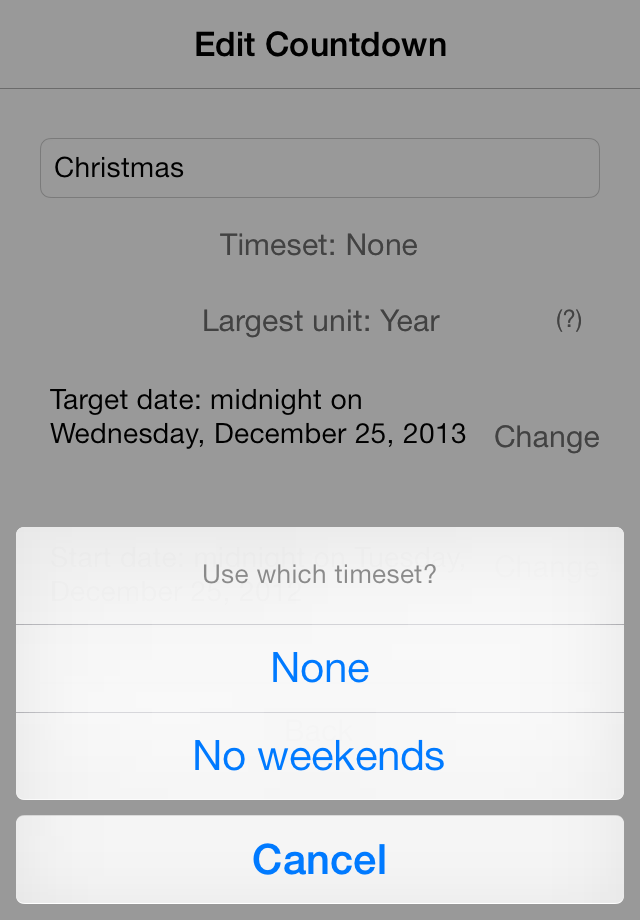 Edit Countdown
Christmas
Timeset: None
Largest unit: Year
(?)
Target date: midnight on
Wednesday, December 25, 2013
Change
Start date: midnight on Tuesday,
December 25, 2012
Change
Use which timeset?
None
No weekends
Cancel